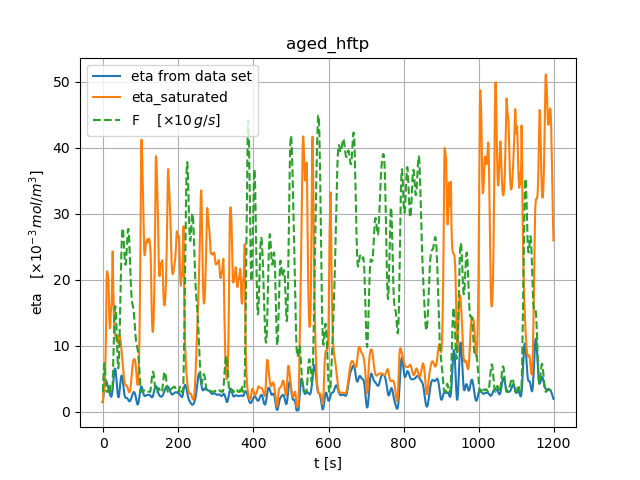 aged_hftp
eta from data set
eta_saturated
F [×10 g/s]
50
40
30
20
10
0
eta [×10⁻³ mol/m³]
0 200 400 600 800 1000 1200
t [s]